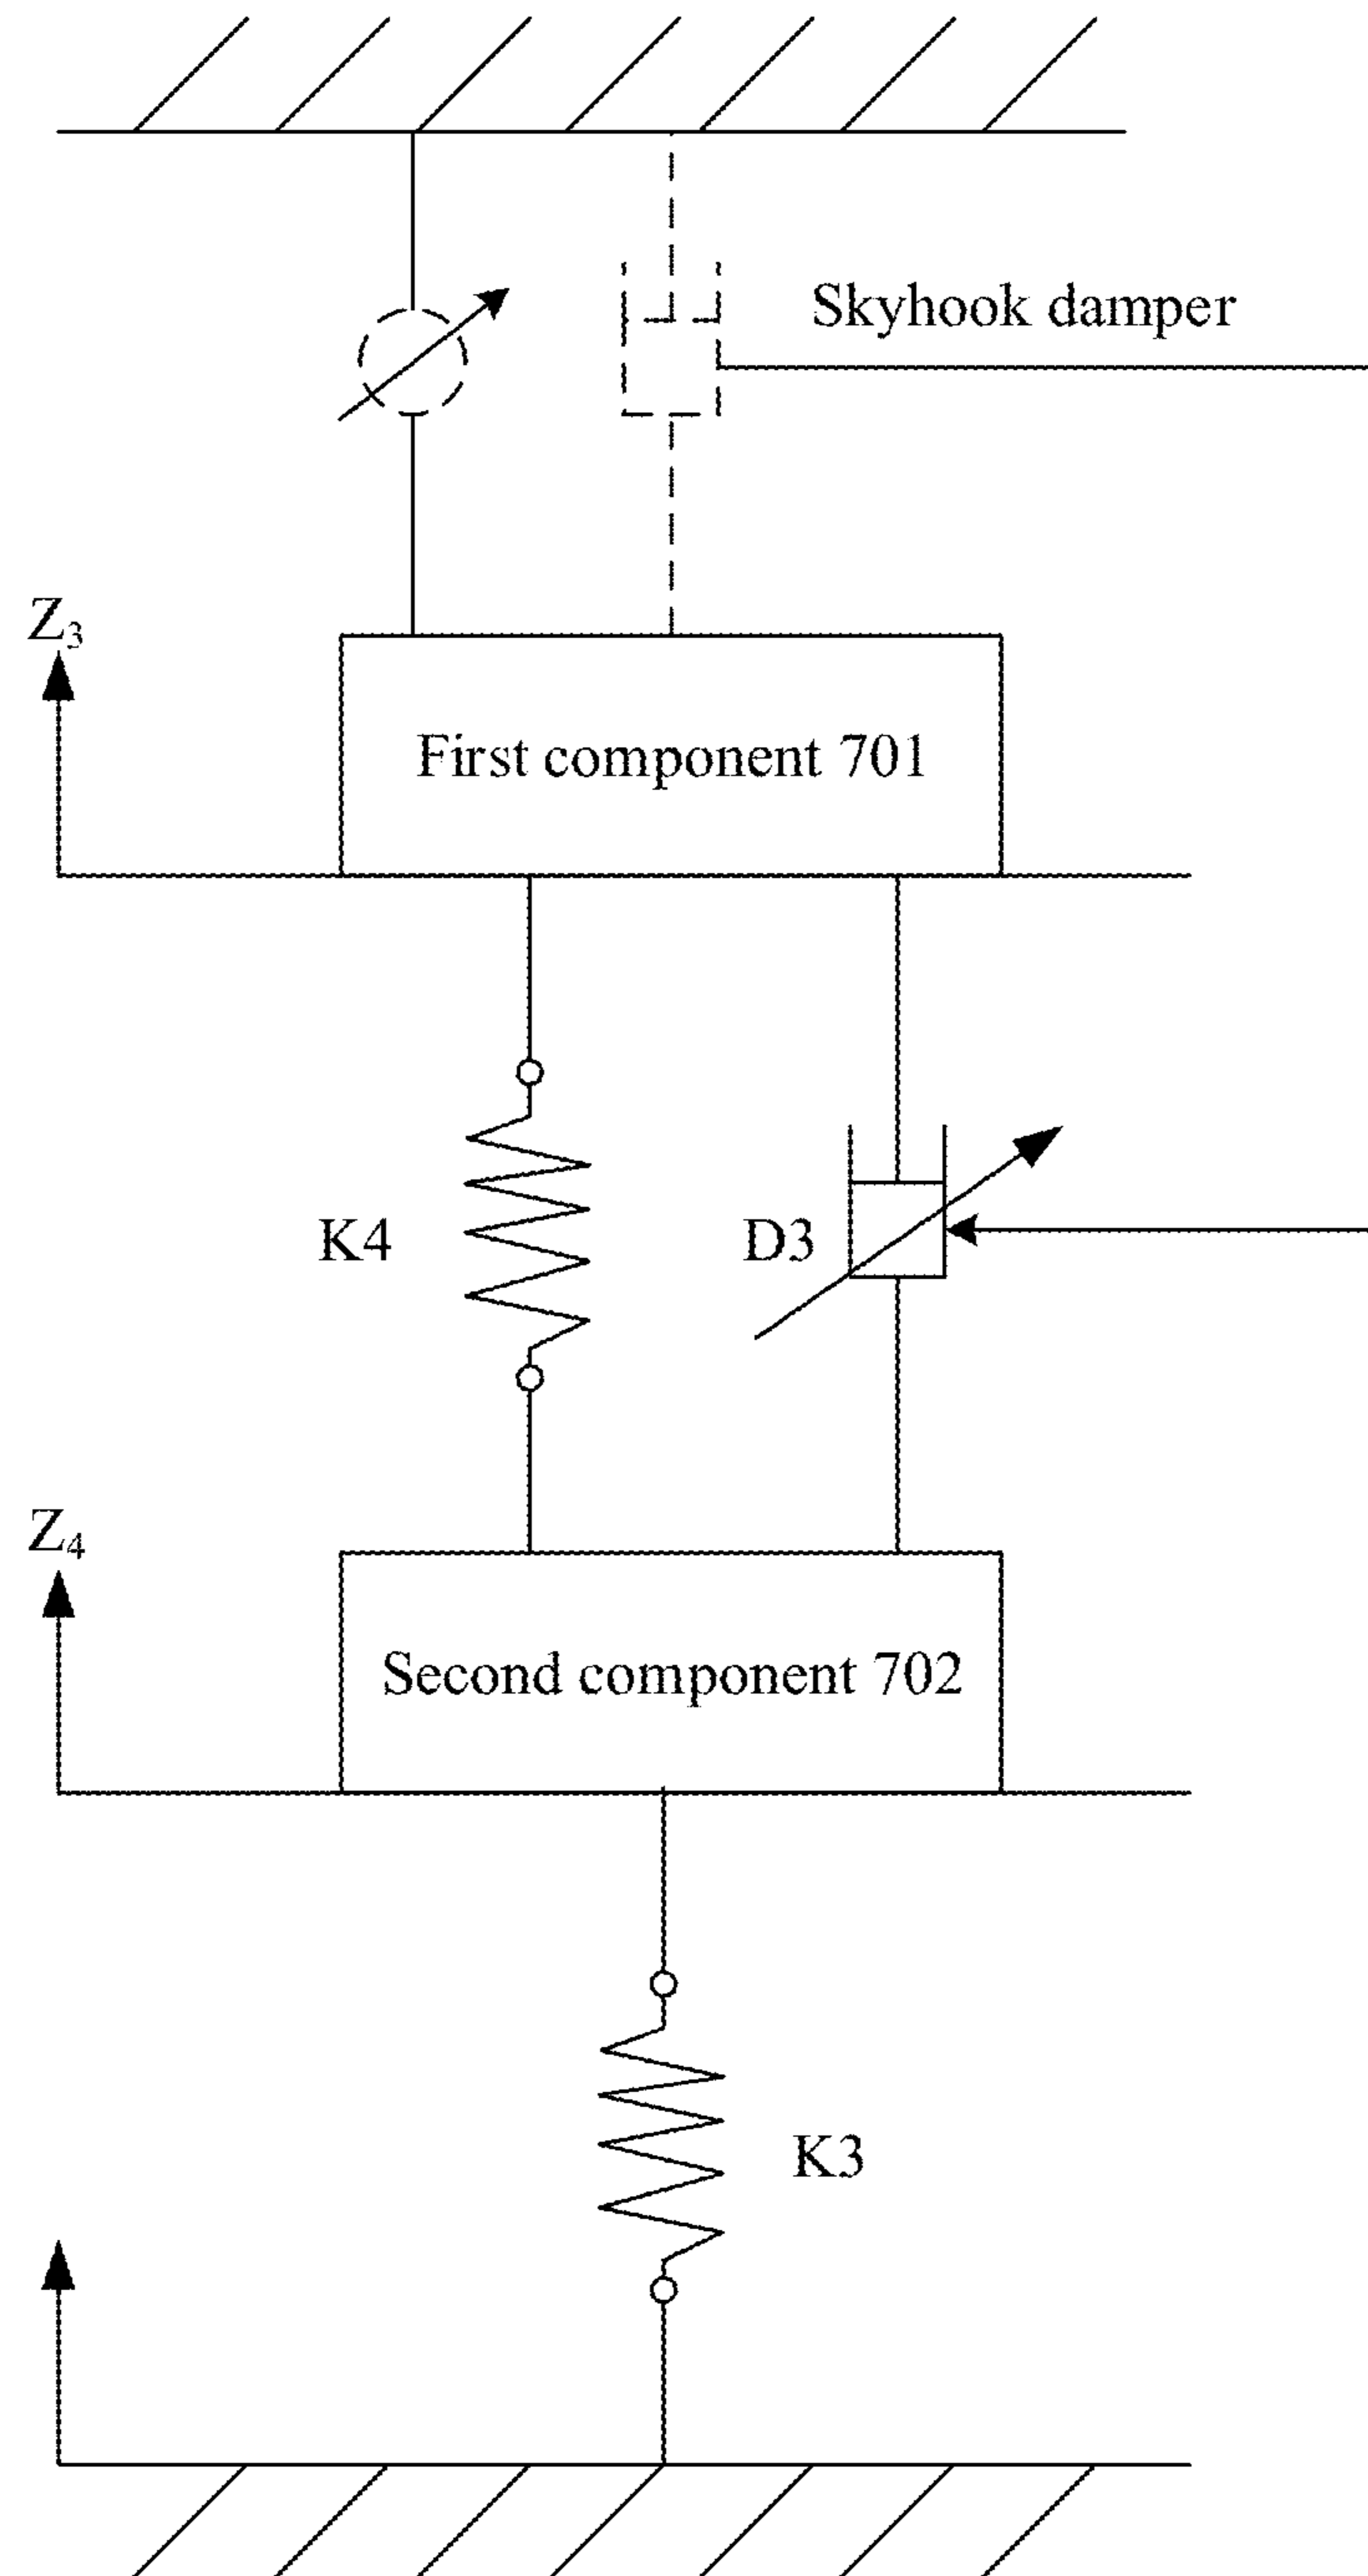 Skyhook damper
Z₃
First component 701
K4
D3
Z₄
Second component 702
K3